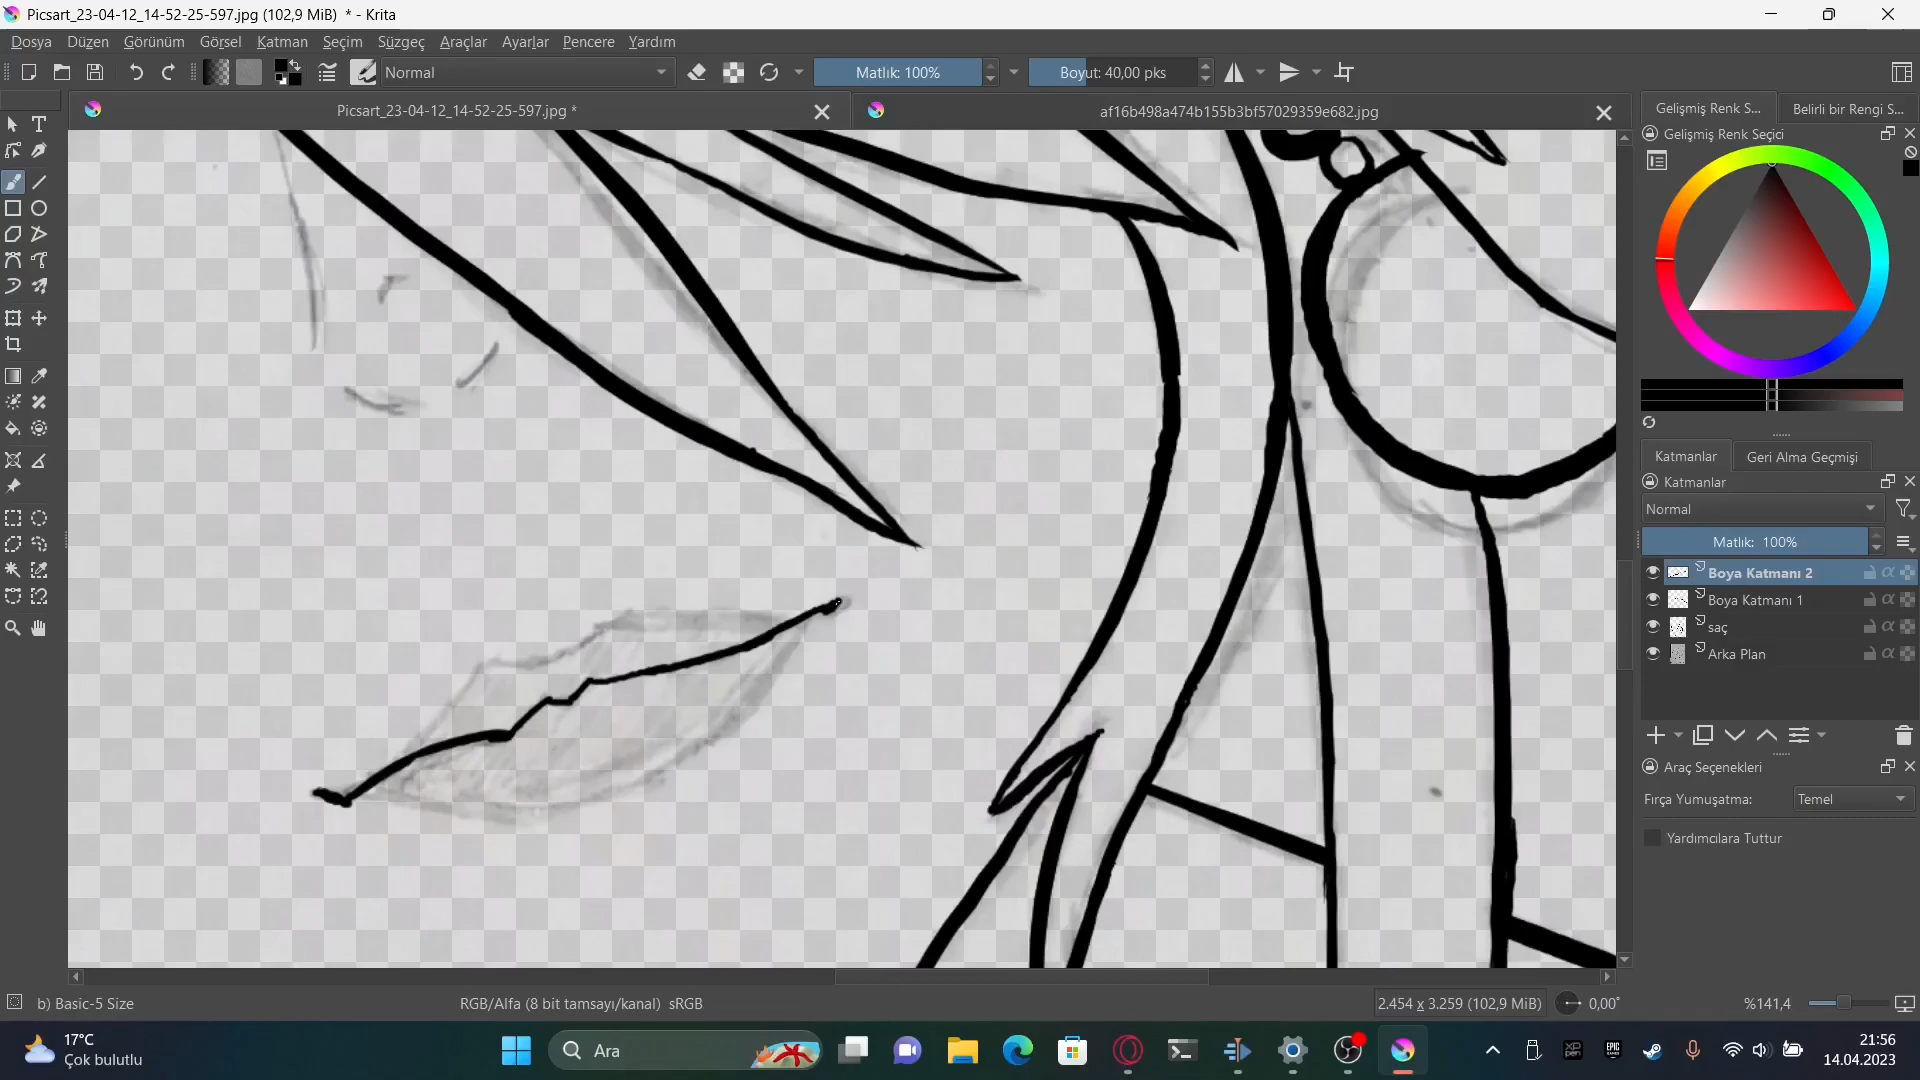 Picsart_23-04-12_14-52-25-597.jpg (102,9 MiB) * - Krita
Dosya Düzen Görünüm Görsel Katman Seçim Süzgeç Araçlar Ayarlar Pencere Yardım
Normal
Matlık: 100%
Boyut: 40,00 pks
Picsart_23-04-12_14-52-25-597.jpg *
af16b498a474b155b3bf57029359e682.jpg
Gelişmiş Renk S...
Belirli bir Rengi S...
Gelişmiş Renk Seçici
Katmanlar
Geri Alma Geçmişi
Katmanlar
Normal
Matlık: 100%
Boya Katmanı 2
Boya Katmanı 1
saç
Arka Plan
Araç Seçenekleri
Fırça Yumuşatma: Temel
Yardımcılara Tuttur
b) Basic-5 Size
RGB/Alfa (8 bit tamsayı/kanal) sRGB
2.454 x 3.259 (102,9 MiB)
0,00°
%141,4
17°C
Çok bulutlu
Ara
XP PEN
EPIC GAMES
21:56
14.04.2023